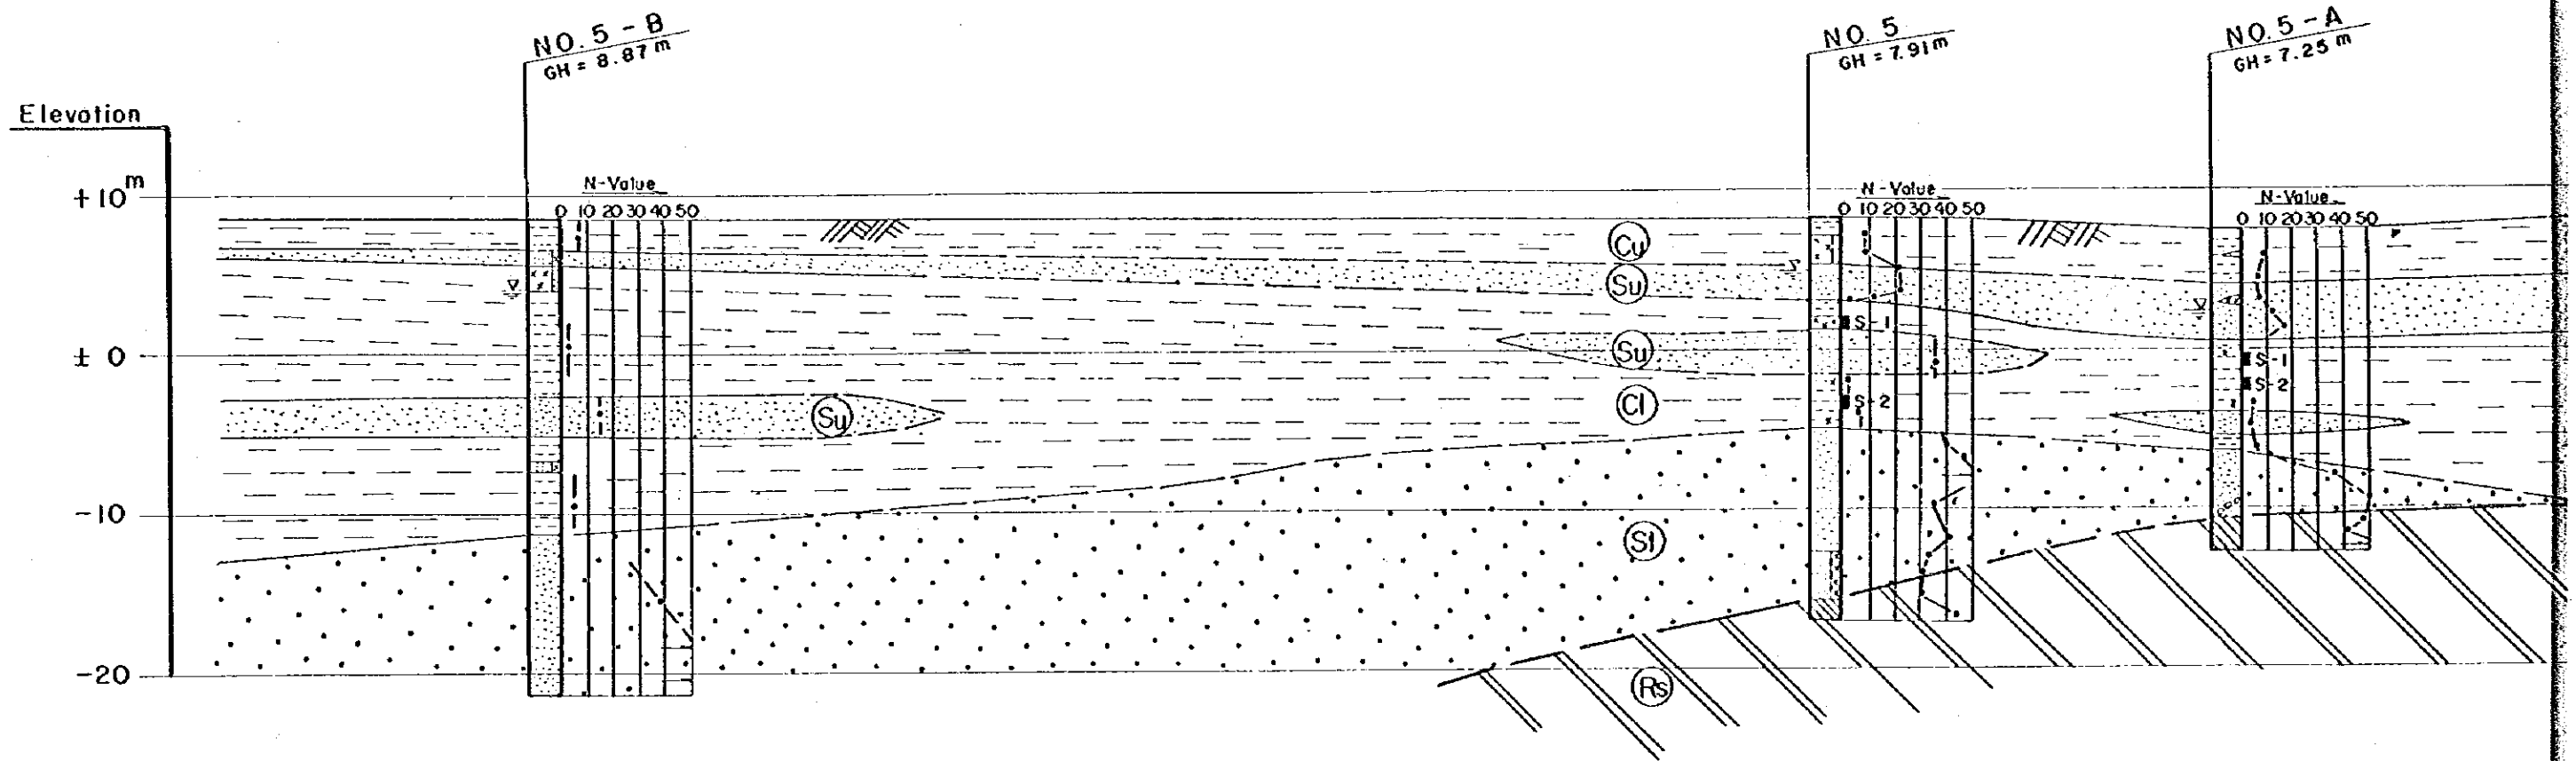 NO. 5 - B
GH = 8.87 m
NO. 5
GH = 7.91 m
NO. 5 - A
GH = 7.25 m
Elevation
+10 m
± 0
-10
-20
N-Value
0 10 20 30 40 50
N-Value
0 10 20 30 40 50
N-Value
0 10 20 30 40 50
Cu
Su
Su
Su
Cl
Sl
Rs
S-1
S-2
S-1
S-2